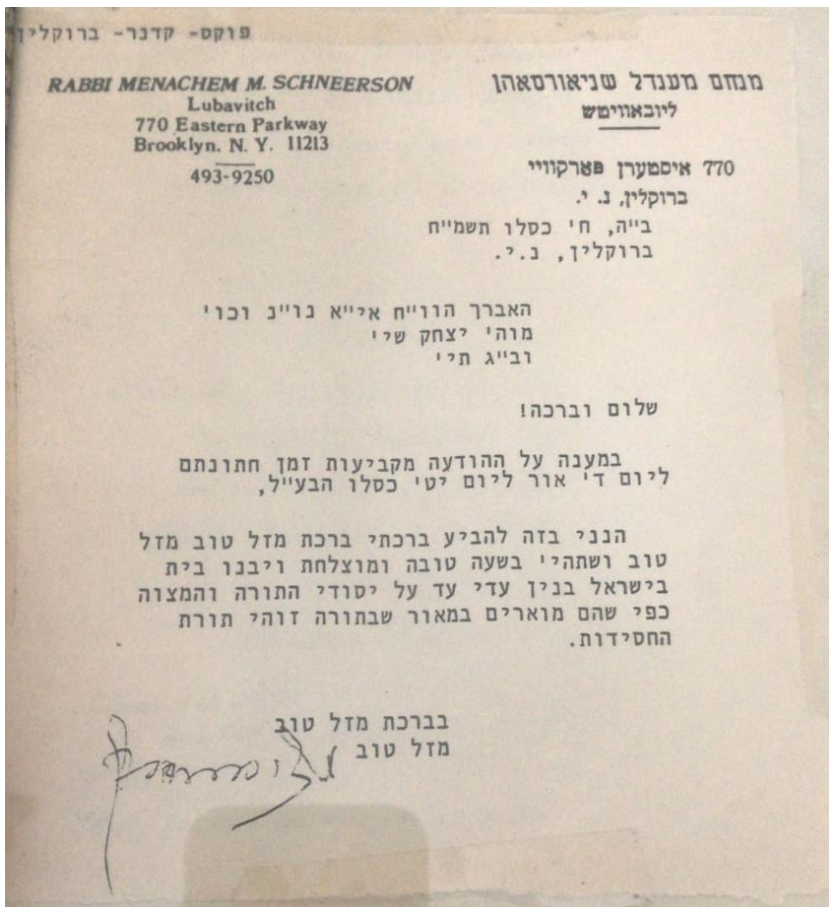 פוקס- קדנר- ברוקלין
RABBI MENACHEM M. SCHNEERSON
Lubavitch
770 Eastern Parkway
Brooklyn, N. Y. 11213
493-9250
מנחם מענדל שניאורסאהן
ליובאוויטש
770 איסטערן פארקוויי
ברוקלין, נ. י.
ב״ה, ח' כסלו תשמ״ח
ברוקלין, נ.י.
האברך הוו״ח אי״א נו״נ וכו'
מוה' יצחק שי'
וב״ג תי'
שלום וברכה!
במענה על ההודעה מקביעות זמן חתונתם
ליום ד' אור ליום יט' כסלו הבע״ל,
הנני בזה להביע ברכתי ברכת מזל טוב מזל
טוב ושתהי' בשעה טובה ומוצלחת ויבנו בית
בישראל בנין עדי עד על יסודי התורה והמצוה
כפי שהם מוארים במאור שבתורה זוהי תורת
החסידות.
בברכת מזל טוב
מזל טוב